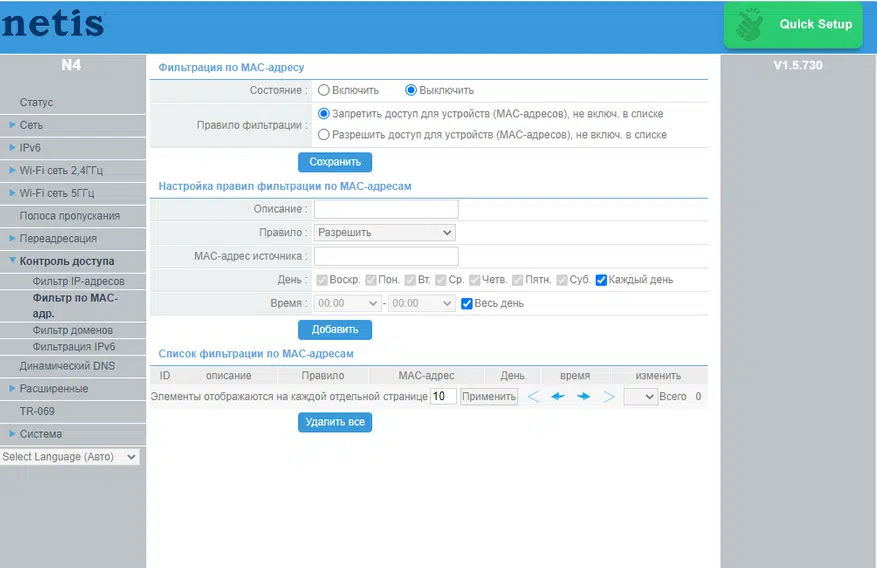 netis
Quick Setup
N4
V1.5.730
Статус
Сеть
IPv6
Wi-Fi сеть 2,4ГГц
Wi-Fi сеть 5ГГц
Полоса пропускания
Переадресация
Контроль доступа
Фильтр IP-адресов
Фильтр по MAC-
адр.
Фильтр доменов
Фильтрация IPv6
Динамический DNS
Расширенные
TR-069
Система
Select Language (Авто)
Фильтрация по MAC-адресу
Состояние : Включить Выключить
Правило фильтрации : Запретить доступ для устройств (MAC-адресов), не включ. в списке
Разрешить доступ для устройств (MAC-адресов), не включ. в списке
Сохранить
Настройка правил фильтрации по MAC-адресам
Описание :
Правило : Разрешить
MAC-адрес источника :
День : Воскр. Пон. Вт. Ср. Четв. Пятн. Суб. Каждый день
Время : 00:00 - 00:00 Весь день
Добавить
Список фильтрации по MAC-адресам
ID описание Правило MAC-адрес День время изменить
Элементы отображаются на каждой отдельной странице 10 Применить Всего 0
Удалить все